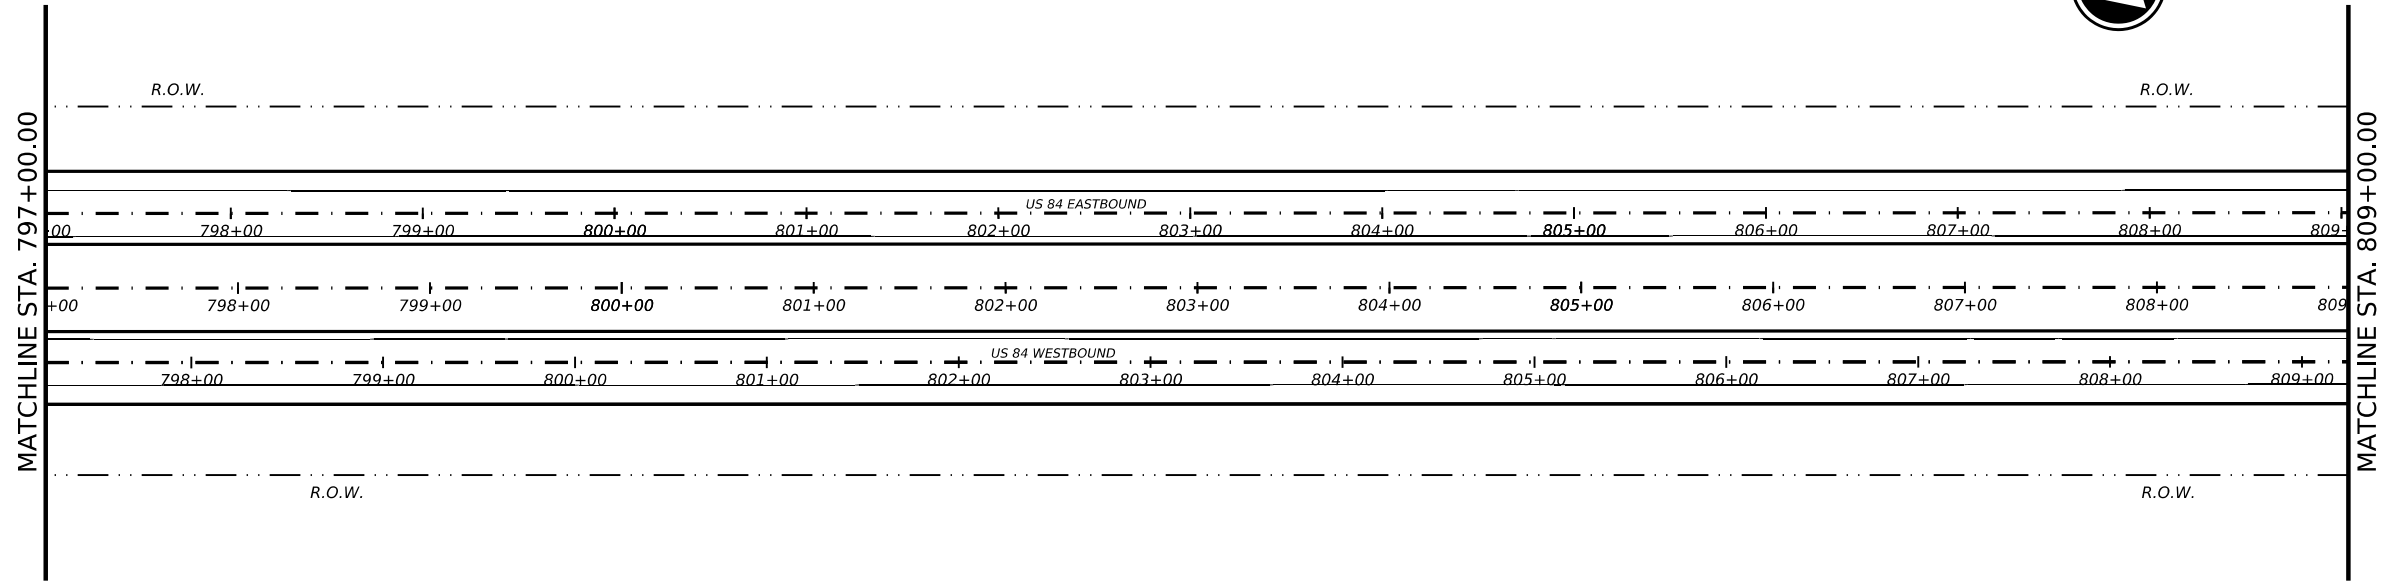 MATCHLINE STA. 797+00.00
R.O.W.
R.O.W.
US 84 EASTBOUND
00 798+00 799+00 800+00 801+00 802+00 803+00 804+00 805+00 806+00 807+00 808+00 809-
+00 798+00 799+00 800+00 801+00 802+00 803+00 804+00 805+00 806+00 807+00 808+00 809
US 84 WESTBOUND
798+00 799+00 800+00 801+00 802+00 803+00 804+00 805+00 806+00 807+00 808+00 809+00
R.O.W.
R.O.W.
MATCHLINE STA. 809+00.00